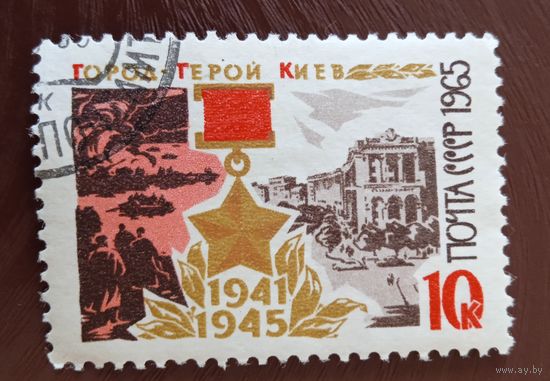 ГОРОД-ГЕРОЙ КИЕВ
ПОЧТА СССР 1965
1941
1945
10к
www.ay.by